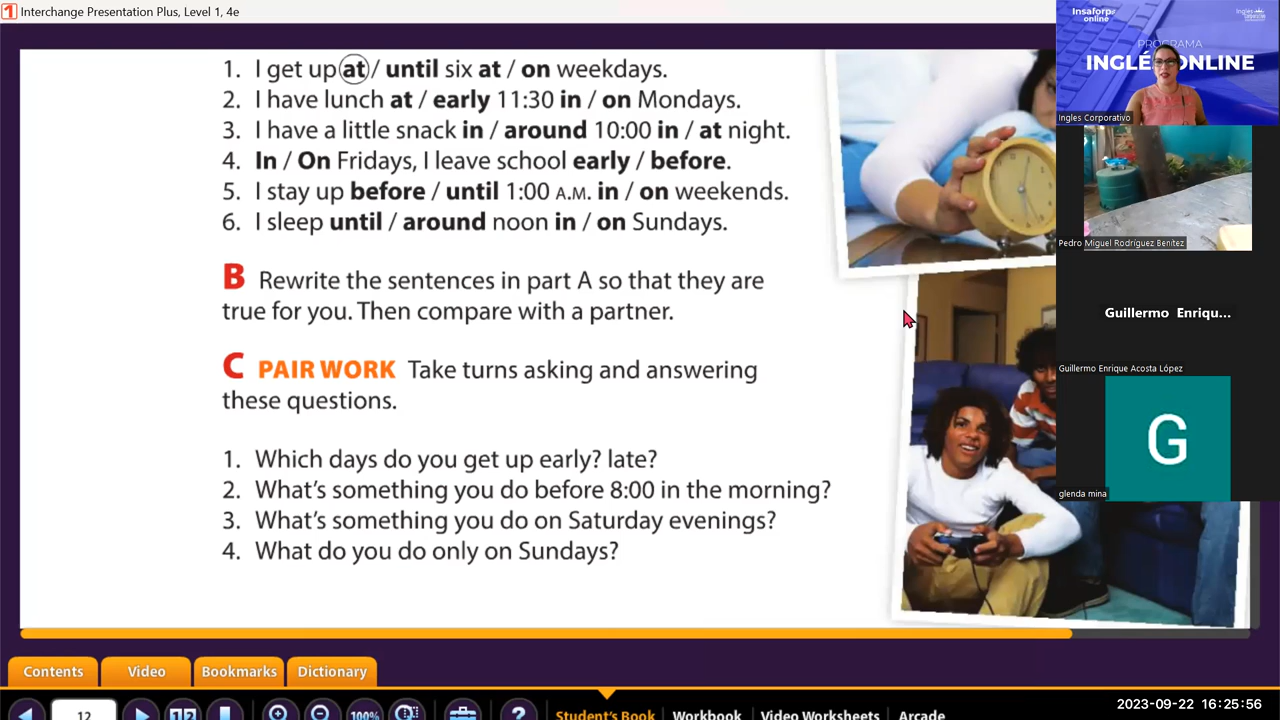 Interchange Presentation Plus, Level 1, 4e
1. I get up at / until six at / on weekdays.
2. I have lunch at / early 11:30 in / on Mondays.
3. I have a little snack in / around 10:00 in / at night.
4. In / On Fridays, I leave school early / before.
5. I stay up before / until 1:00 A.M. in / on weekends.
6. I sleep until / around noon in / on Sundays.
B Rewrite the sentences in part A so that they are
true for you. Then compare with a partner.
C PAIR WORK Take turns asking and answering
these questions.
1. Which days do you get up early? late?
2. What's something you do before 8:00 in the morning?
3. What's something you do on Saturday evenings?
4. What do you do only on Sundays?
Insaforp
online
PROGRAMA
INGLÉ ONLINE
Ingles Corporativo
Pedro Miguel Rodríguez Benítez
Guillermo Enriqu...
Guillermo Enrique Acosta López
G
glenda mina
Contents Video Bookmarks Dictionary
12 100% ?
Student's Book Workbook Video Worksheets Arcade
2023-09-22 16:25:56